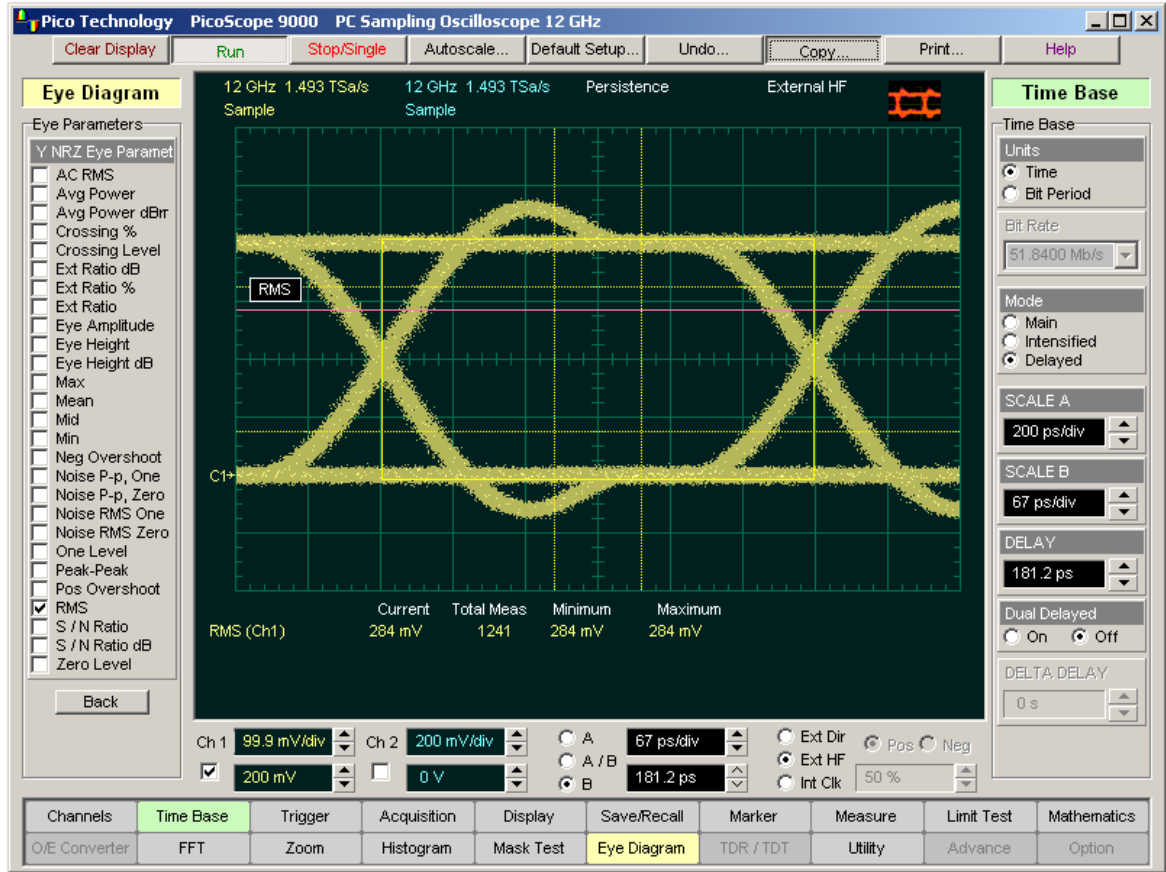 Pico Technology PicoScope 9000 PC Sampling Oscilloscope 12 GHz
Clear Display Run Stop/Single Autoscale... Default Setup... Undo... Copy.... Print... Help
Eye Diagram
Eye Parameters
Y NRZ Eye Paramet
AC RMS
Avg Power
Avg Power dBm
Crossing %
Crossing Level
Ext Ratio dB
Ext Ratio %
Ext Ratio
Eye Amplitude
Eye Height
Eye Height dB
Max
Mean
Mid
Min
Neg Overshoot
Noise P-p, One
Noise P-p, Zero
Noise RMS One
Noise RMS Zero
One Level
Peak-Peak
Pos Overshoot
RMS
S / N Ratio
S / N Ratio dB
Zero Level
Back
12 GHz 1.493 TSa/s 12 GHz 1.493 TSa/s Persistence External HF
Sample Sample
RMS
C1
Current Total Meas Minimum Maximum
RMS (Ch1) 284 mV 1241 284 mV 284 mV
Time Base
Time Base
Units
Time
Bit Period
Bit Rate
51.8400 Mb/s
Mode
Main
Intensified
Delayed
SCALE A
200 ps/div
SCALE B
67 ps/div
DELAY
181.2 ps
Dual Delayed
On Off
DELTA DELAY
0 s
Ch 1 99.9 mV/div Ch 2 200 mV/div A 67 ps/div Ext Dir Pos Neg
A / B Ext HF
200 mV 0 V B 181.2 ps Int Clk 50 %
Channels Time Base Trigger Acquisition Display Save/Recall Marker Measure Limit Test Mathematics
O/E Converter FFT Zoom Histogram Mask Test Eye Diagram TDR / TDT Utility Advance Option